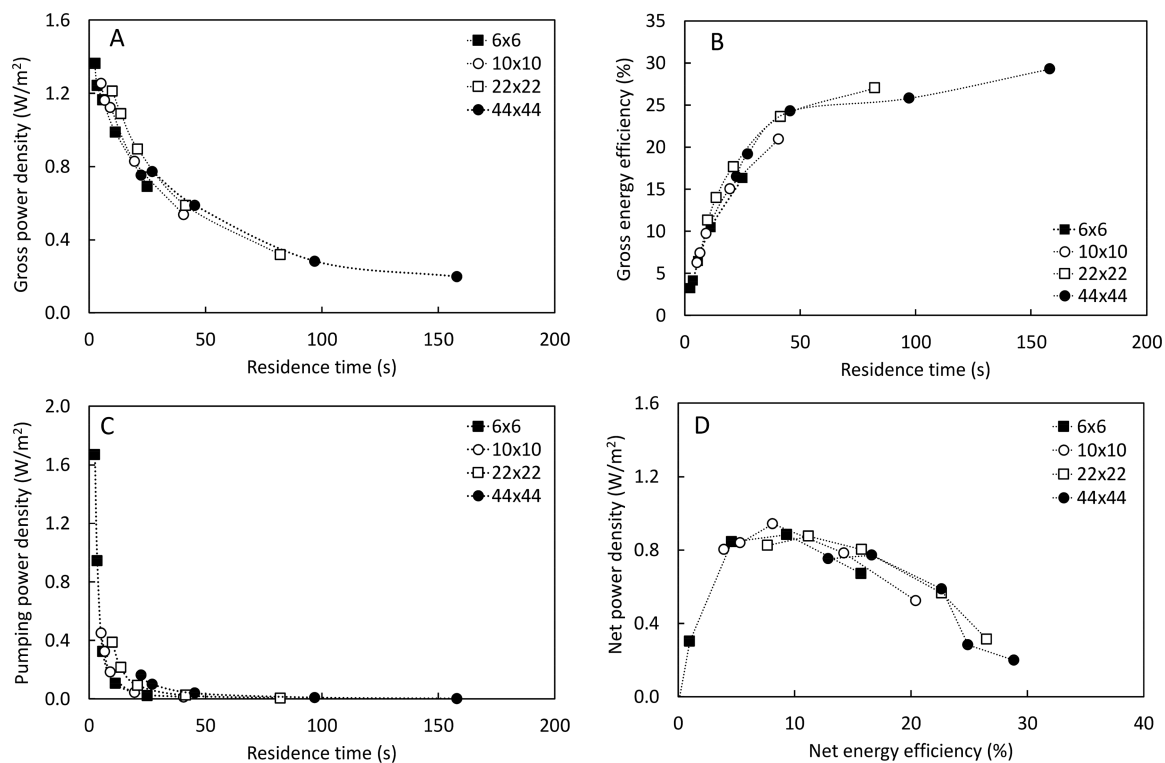 A
Gross power density (W/m²)
1.6
1.2
0.8
0.4
0.0
0
50
100
150
200
Residence time (s)
6x6
10x10
22x22
44x44
B
Gross energy efficiency (%)
35
30
25
20
15
10
5
0
0
50
100
150
200
Residence time (s)
6x6
10x10
22x22
44x44
C
Pumping power density (W/m²)
2.0
1.6
1.2
0.8
0.4
0.0
0
50
100
150
200
Residence time (s)
6x6
10x10
22x22
44x44
D
Net power density (W/m²)
1.6
1.2
0.8
0.4
0.0
0
10
20
30
40
Net energy efficiency (%)
6x6
10x10
22x22
44x44